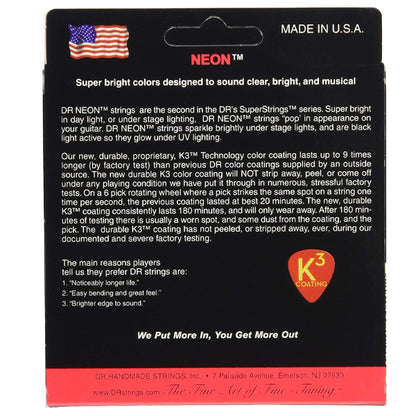 MADE IN U.S.A.
NEON™
Super bright colors designed to sound clear, bright, and musical
DR NEON™ strings are the second in the DR's SuperStrings™ series. Super bright
in day light, or under stage lighting, DR NEON™ strings "pop' in appearance on
your guitar. DR NEON™ strings sparkle brightly under stage lights, and are black
light active so they glow under UV lighting.
Our new, durable, proprietary, K3™ Technology color coating lasts up to 9 times
longer (by factory test) than previous DR color coatings supplied by an outside
source. The new durable K3 color coating will NOT strip away, peel, or come off
under any playing condition we have put it through in numerous, stressful factory
tests. On a 6 pick rotating wheel where a pick strikes the same spot on a string one
time per second, the previous coating lasted at best 20 minutes. The new, durable
K3™ coating consistently lasts 180 minutes, and will only wear away. After 180 min-
utes of testing there is usually a worn spot, and some dust from the coating, and the
pick. The durable K3™ coating has not peeled, or stripped away, ever, during our
documented and severe factory testing.
The main reasons players
tell us they prefer DR strings are:
1. "Noticeably longer life."
2. "Easy bending and great feel."
3. "Brighter edge to sound."
K3
COATING
We Put More In, You Get More Out
DR HANDMADE STRINGS, Inc. • 7 Palisade Avenue, Emerson, NJ 07630
www.DRstrings.com The Fine Art of Fine - Tuning™